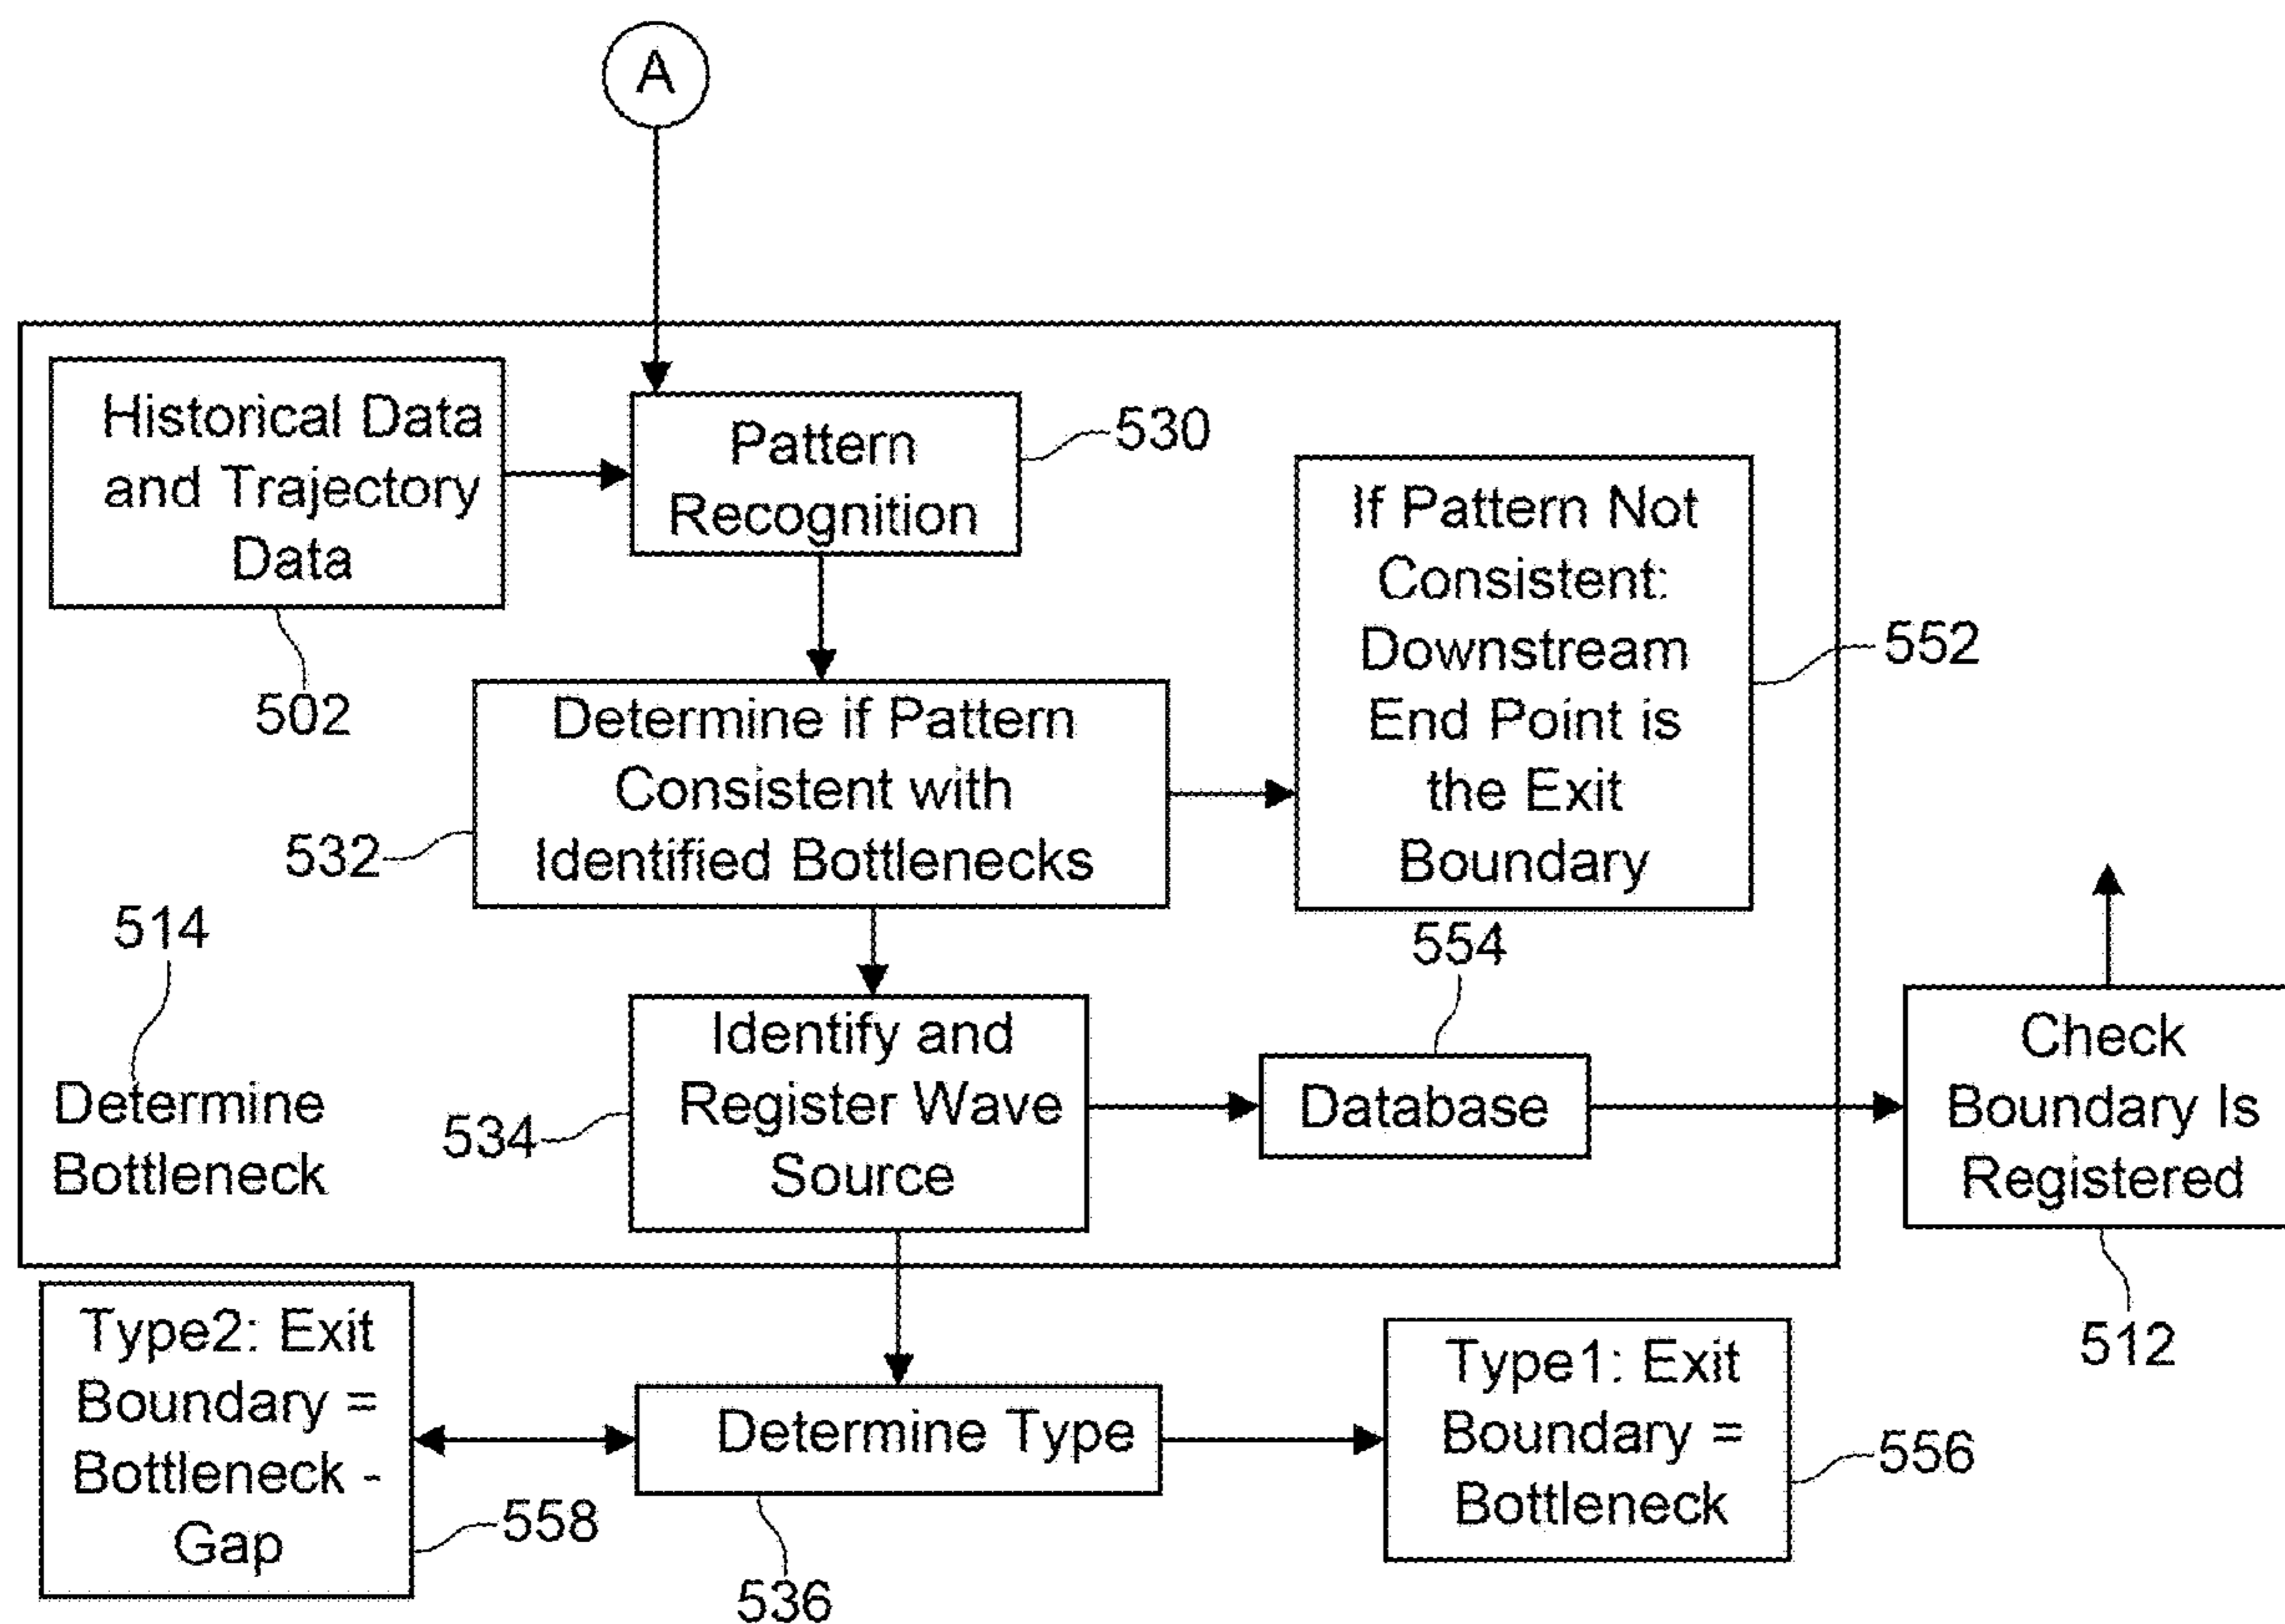 A
Historical Data
and Trajectory
Data
502
Pattern
Recognition
530
If Pattern Not
Consistent:
Downstream
End Point is
the Exit
Boundary
552
Determine if Pattern
Consistent with
Identified Bottlenecks
532
514
Determine
Bottleneck
Identify and
Register Wave
Source
534
554
Database
Check
Boundary Is
Registered
512
Type2: Exit
Boundary =
Bottleneck -
Gap
558
Determine Type
536
Type1: Exit
Boundary =
Bottleneck
556